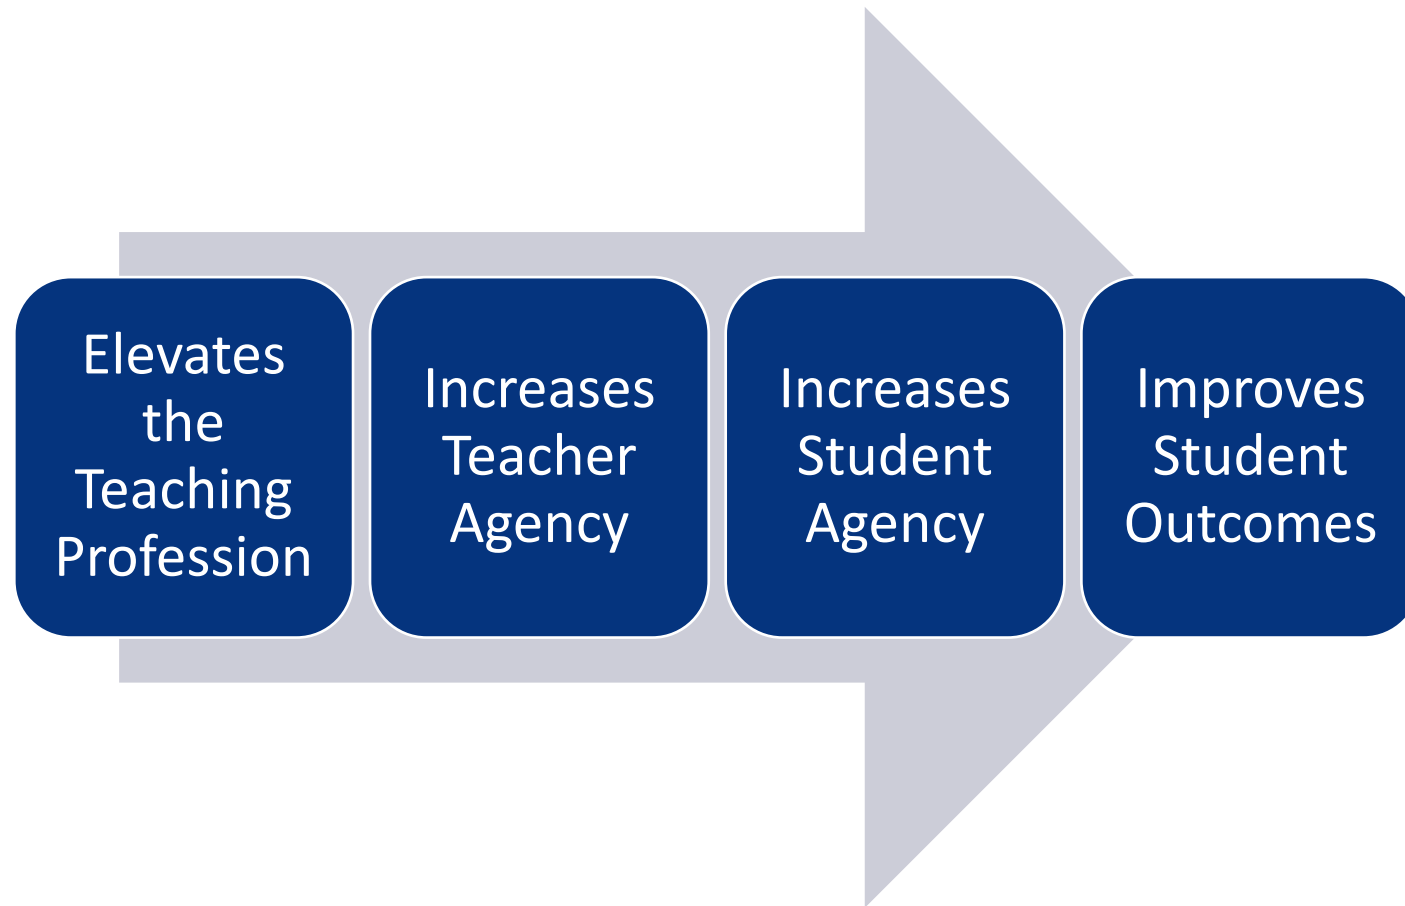 Elevates
the
Teaching
Profession
Increases
Teacher
Agency
Increases
Student
Agency
Improves
Student
Outcomes